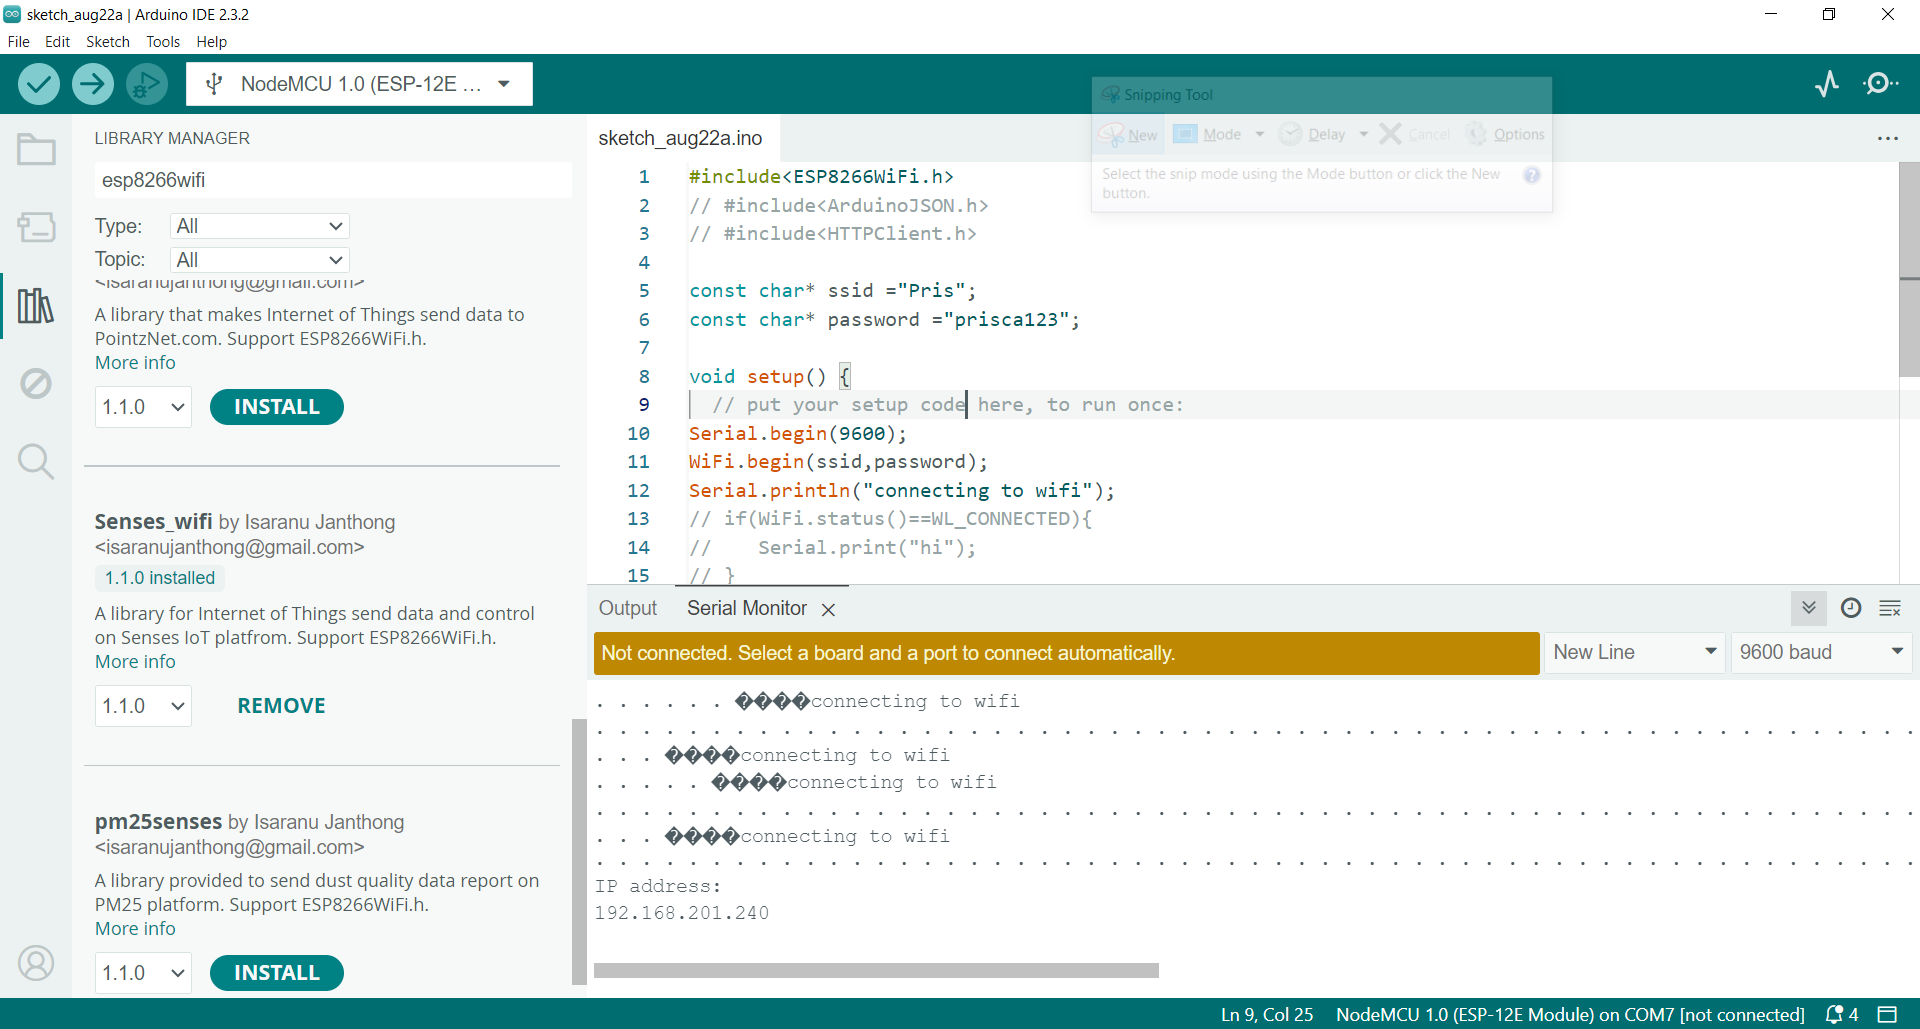 sketch_aug22a | Arduino IDE 2.3.2
File Edit Sketch Tools Help
NodeMCU 1.0 (ESP-12E ...
Snipping Tool
New Mode Delay Cancel Options
Select the snip mode using the Mode button or click the New
button.
LIBRARY MANAGER
esp8266wifi
Type: All
Topic: All
<isaranujanthong@gmail.com>
A library that makes Internet of Things send data to
PointzNet.com. Support ESP8266WiFi.h.
More info
1.1.0 INSTALL
Senses_wifi by Isaranu Janthong
<isaranujanthong@gmail.com>
1.1.0 installed
A library for Internet of Things send data and control
on Senses IoT platfrom. Support ESP8266WiFi.h.
More info
1.1.0 REMOVE
pm25senses by Isaranu Janthong
<isaranujanthong@gmail.com>
A library provided to send dust quality data report on
PM25 platform. Support ESP8266WiFi.h.
More info
1.1.0 INSTALL
sketch_aug22a.ino
1 #include<ESP8266WiFi.h>
2 // #include<ArduinoJSON.h>
3 // #include<HTTPClient.h>
4
5 const char* ssid ="Pris";
6 const char* password ="prisca123";
7
8 void setup() {
9 // put your setup code here, to run once:
10 Serial.begin(9600);
11 WiFi.begin(ssid,password);
12 Serial.println("connecting to wifi");
13 // if(WiFi.status()==WL_CONNECTED){
14 //    Serial.print("hi");
15 // }
Output Serial Monitor
Not connected. Select a board and a port to connect automatically.
New Line 9600 baud
. . . . . . ����connecting to wifi
. . . . . . . . . . . . . . . . . . . . . . . . . . . . . . . . . . . . . . . . . . . . . . . . . . . . . . . . .
. . . ����connecting to wifi
. . . . . ����connecting to wifi
. . . . . . . . . . . . . . . . . . . . . . . . . . . . . . . . . . . . . . . . . . . . . . . . . . . . . . . . .
. . . ����connecting to wifi
. . . . . . . . . . . . . . . . . . . . . . . . . . . . . . . . . . . . . . . . . . . . . . . . . . . . . . . . .
IP address:
192.168.201.240
Ln 9, Col 25 NodeMCU 1.0 (ESP-12E Module) on COM7 [not connected] 4